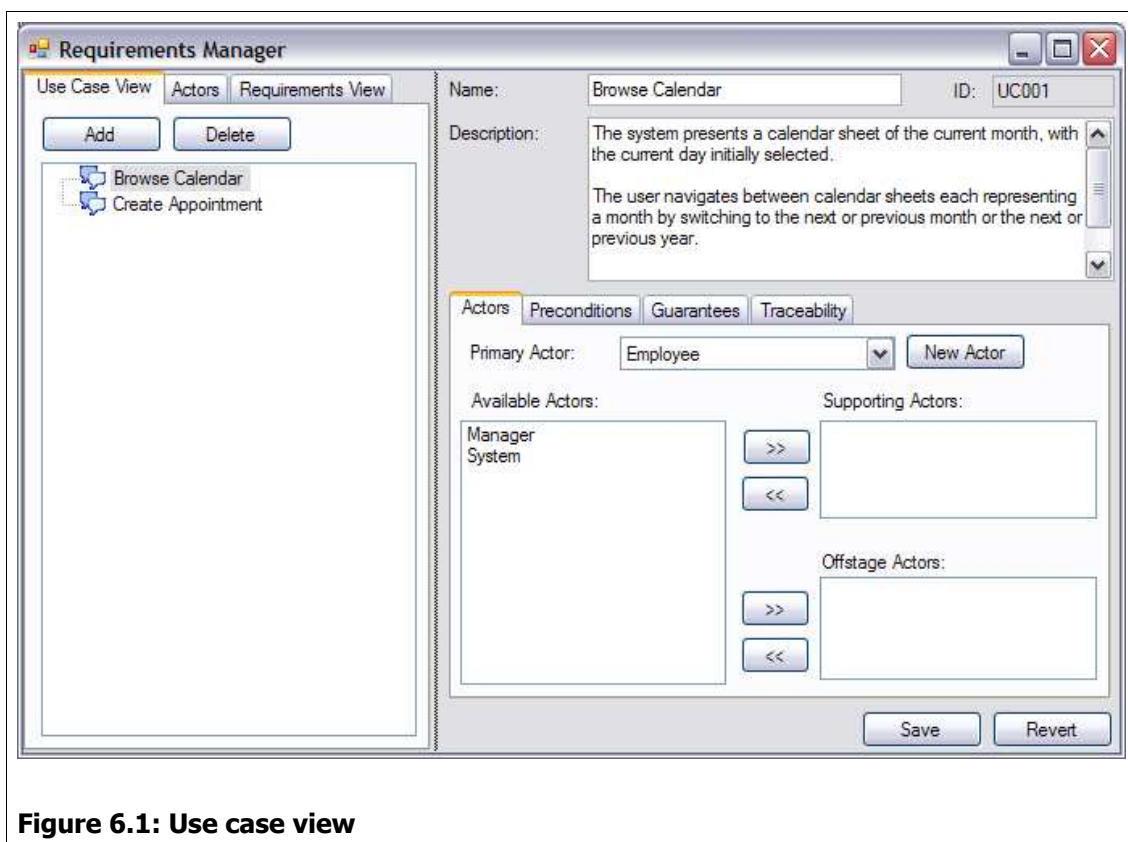 Requirements Manager
Use Case View Actors Requirements View
Add Delete
Browse Calendar
Create Appointment
Name: Browse Calendar ID: UC001
Description: The system presents a calendar sheet of the current month, with
the current day initially selected.
The user navigates between calendar sheets each representing
a month by switching to the next or previous month or the next or
previous year.
Actors Preconditions Guarantees Traceability
Primary Actor: Employee New Actor
Available Actors: Supporting Actors:
Manager
System
>>
<<
Offstage Actors:
>>
<<
Save Revert
Figure 6.1: Use case view